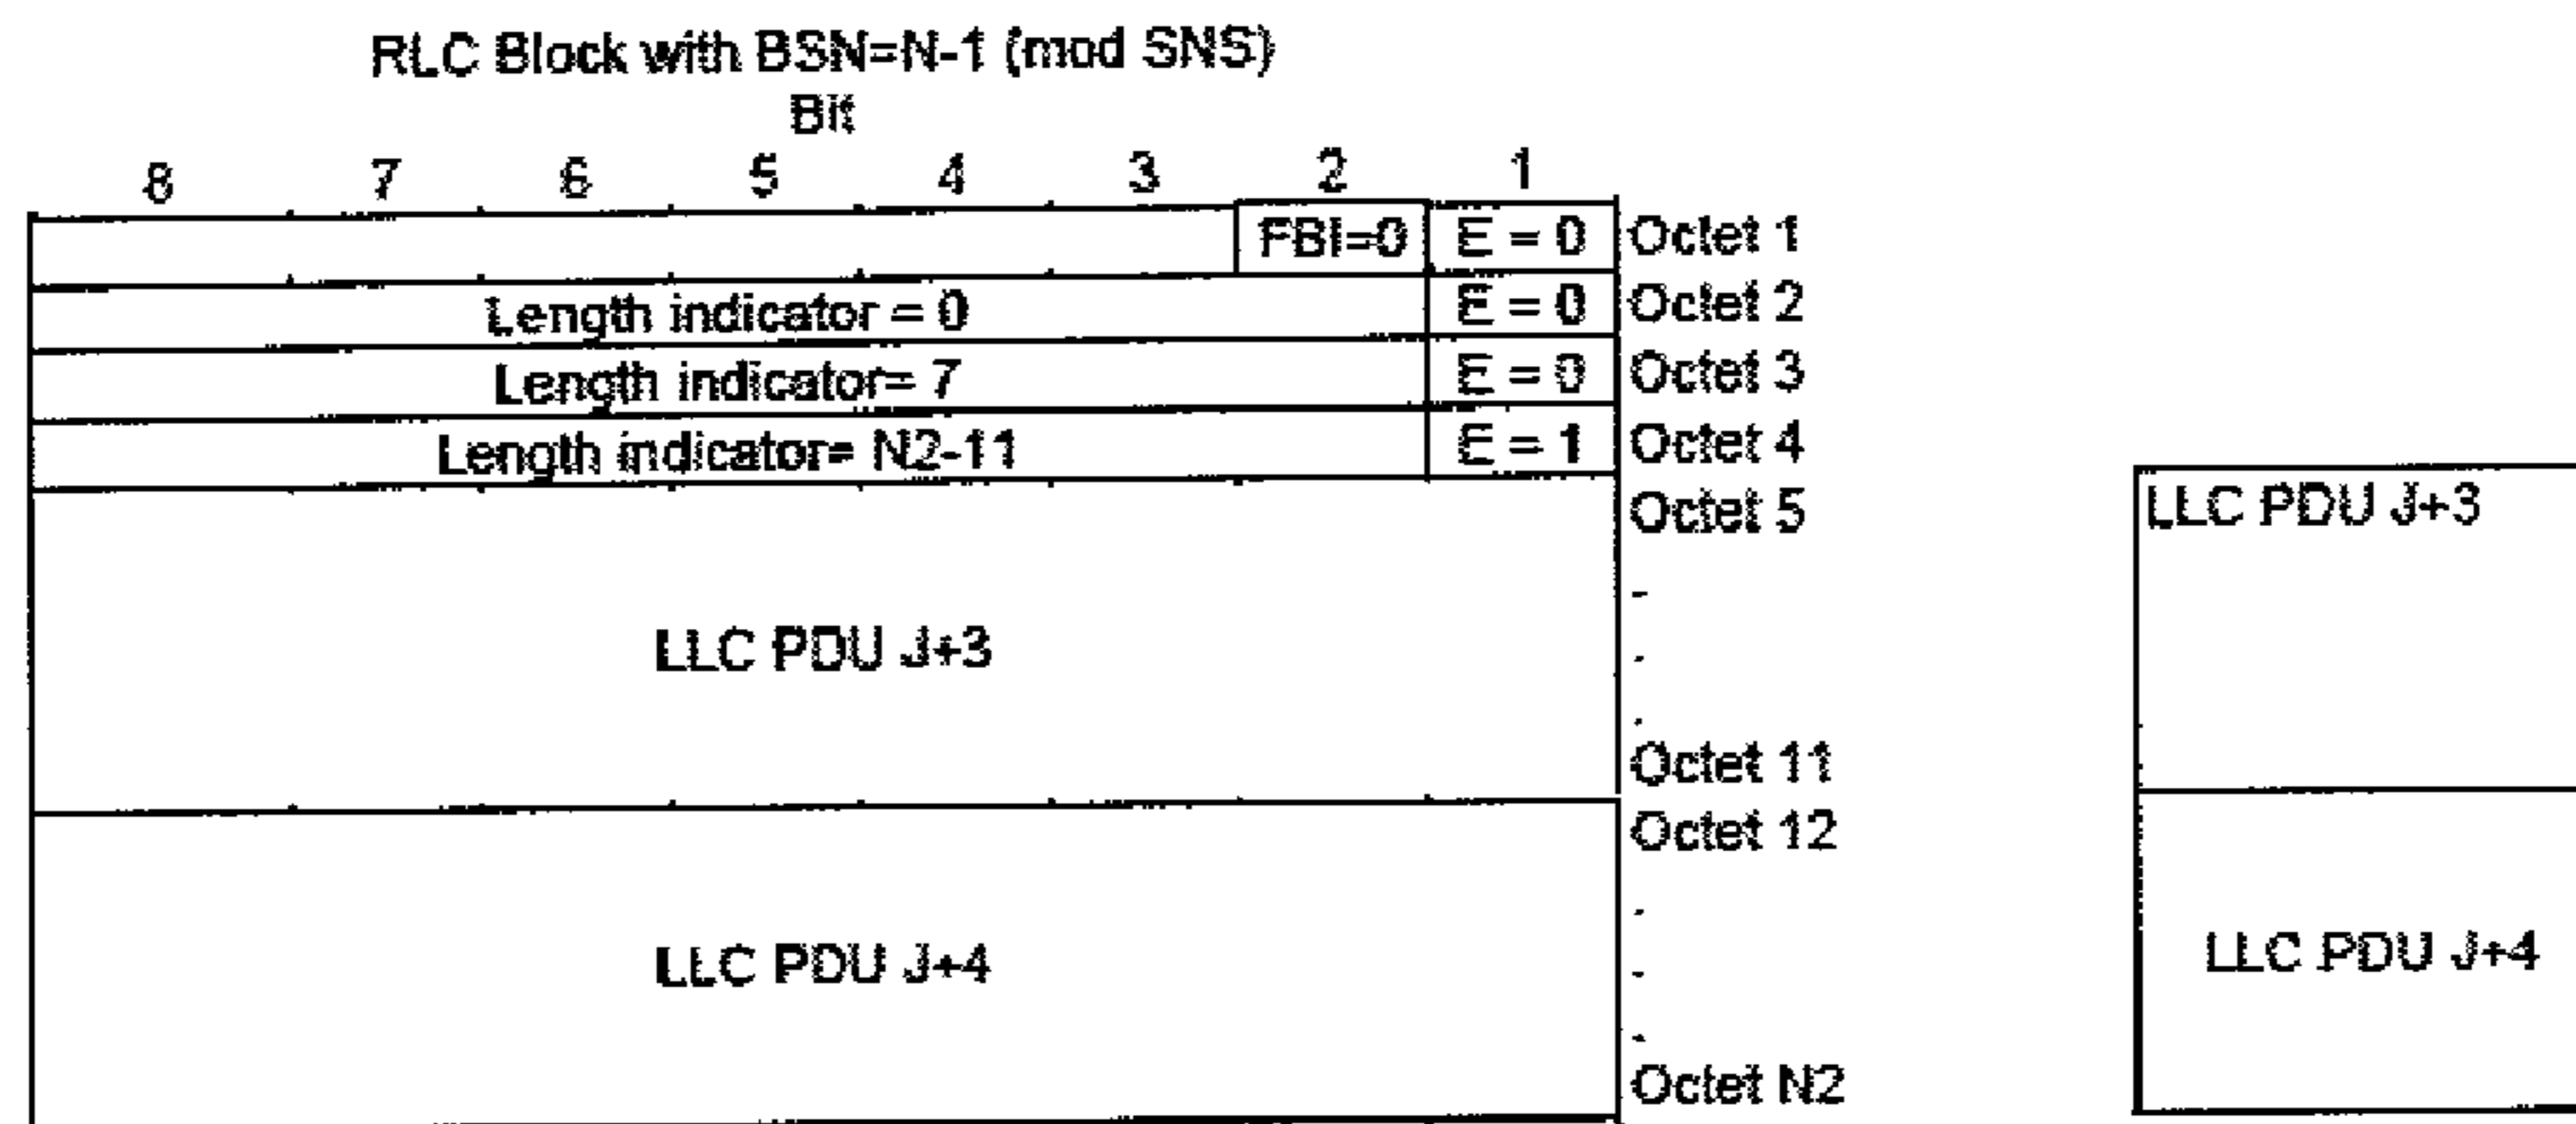 RLC Block with BSN=N-1 (mod SNS)
Bit
8 7 6 5 4 3 2 1
FBI=0 E = 0 Octet 1
Length indicator = 0 E = 0 Octet 2
Length indicator= 7 E = 0 Octet 3
Length indicator= N2-11 E = 1 Octet 4
Octet 5
LLC PDU J+3
LLC PDU J+3
Octet 11
Octet 12
LLC PDU J+4
LLC PDU J+4
Octet N2